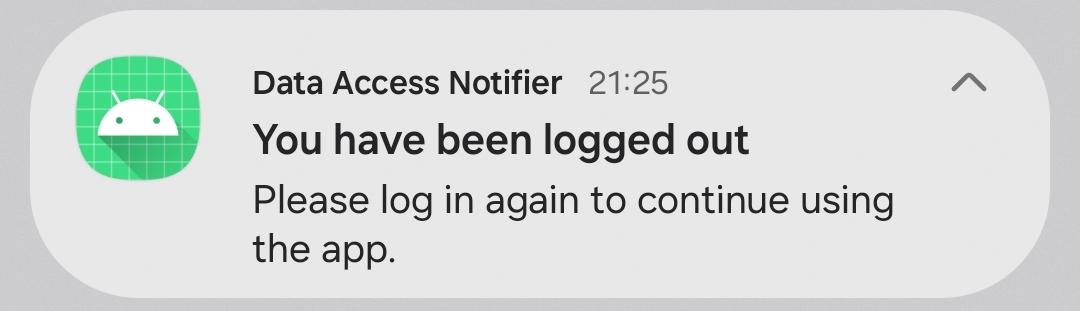 Data Access Notifier 21:25
You have been logged out
Please log in again to continue using
the app.